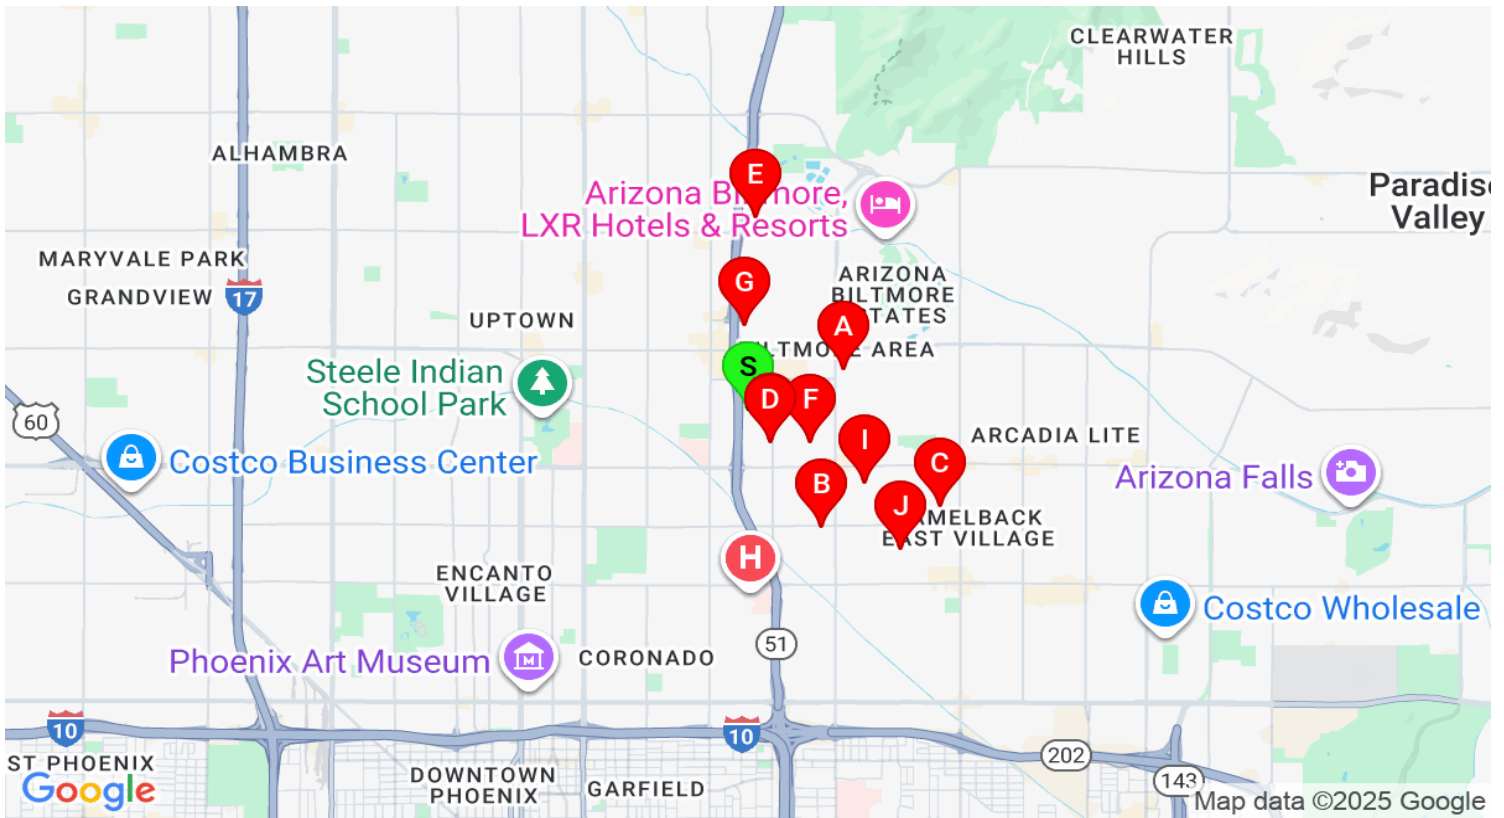 CLEARWATER
HILLS
ALHAMBRA
E
Arizona Biltmore,
LXR Hotels & Resorts
Paradise
Valley
MARYVALE PARK
GRANDVIEW
17
G
ARIZONA
BILTMORE
ESTATES
UPTOWN
A
BILTMORE AREA
S
Steele Indian
School Park
D
F
60
I
ARCADIA LITE
Costco Business Center
C
Arizona Falls
B
J
CAMELBACK
EAST VILLAGE
H
ENCANTO
VILLAGE
Costco Wholesale
51
Phoenix Art Museum
CORONADO
10
10
202
ST PHOENIX
Google
DOWNTOWN
PHOENIX
GARFIELD
143
Map data ©2025 Google